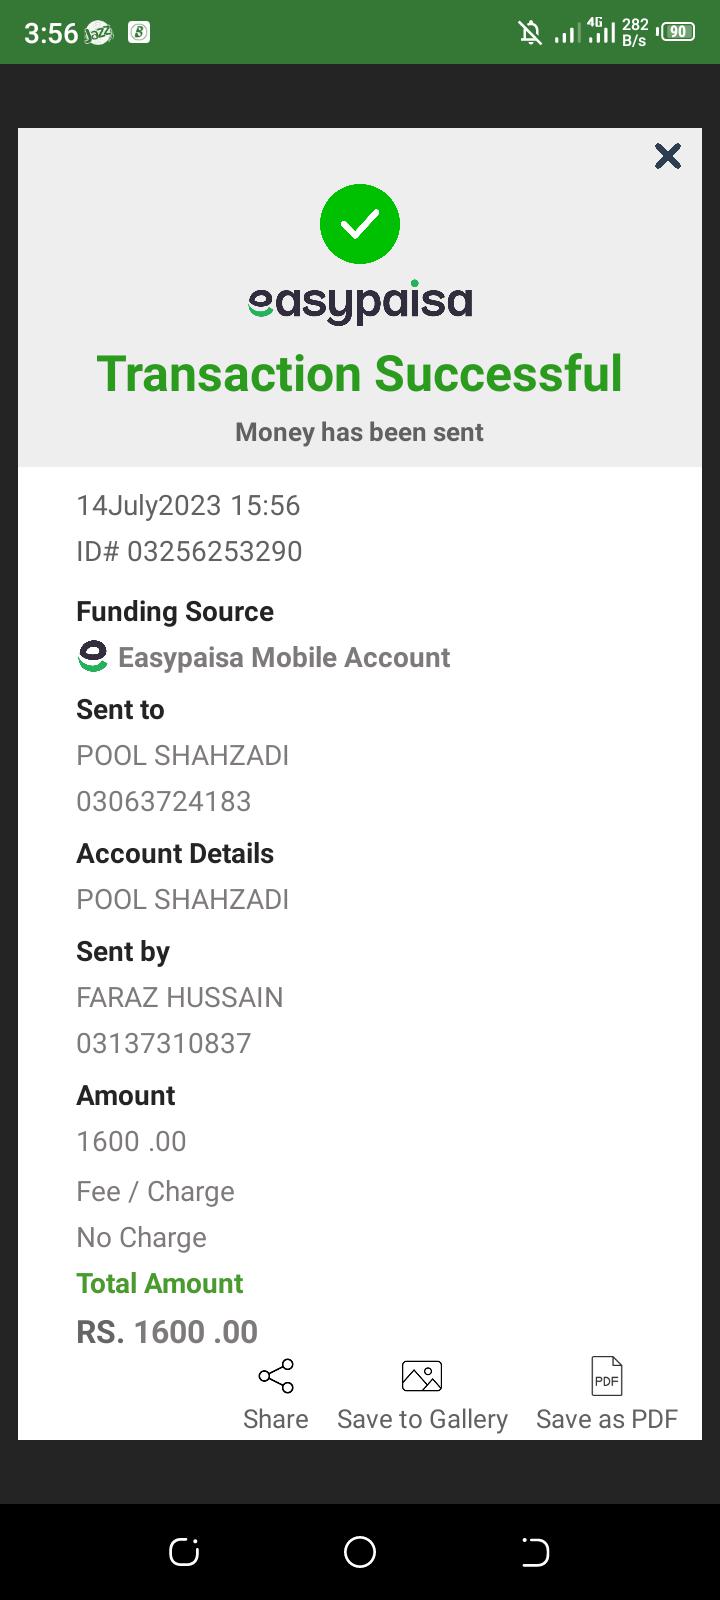 3:56
Jazz
B
4G
282
B/s
90
easypaisa
Transaction Successful
Money has been sent
14July2023 15:56
ID# 03256253290
Funding Source
Easypaisa Mobile Account
Sent to
POOL SHAHZADI
03063724183
Account Details
POOL SHAHZADI
Sent by
FARAZ HUSSAIN
03137310837
Amount
1600 .00
Fee / Charge
No Charge
Total Amount
RS. 1600 .00
PDF
Share
Save to Gallery
Save as PDF